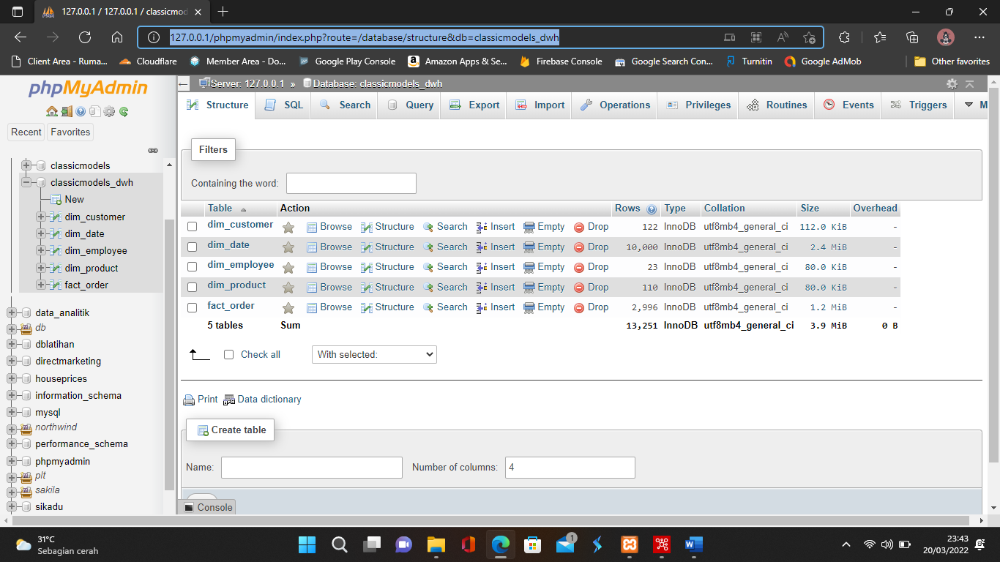 127.0.0.1 / 127.0.0.1 / classicmod
127.0.0.1/phpmyadmin/index.php?route=/database/structure&db=classicmodels_dwh
Client Area - Ruma... Cloudflare Member Area - Do... Google Play Console Amazon Apps & Se... Firebase Console Google Search Con... Turnitin Google AdMob Other favorites
phpMyAdmin
Recent Favorites
classicmodels
classicmodels_dwh
New
dim_customer
dim_date
dim_employee
dim_product
fact_order
data_analitik
db
dblatihan
directmarketing
houseprices
information_schema
mysql
northwind
performance_schema
phpmyadmin
plt
sakila
sikadu
Server: 127.0.0.1 » Database: classicmodels_dwh
Structure SQL Search Query Export Import Operations Privileges Routines Events Triggers M
Filters
Containing the word:
Table Action Rows Type Collation Size Overhead
dim_customer Browse Structure Search Insert Empty Drop 122 InnoDB utf8mb4_general_ci 112.0 KiB -
dim_date Browse Structure Search Insert Empty Drop 10,000 InnoDB utf8mb4_general_ci 2.4 MiB -
dim_employee Browse Structure Search Insert Empty Drop 23 InnoDB utf8mb4_general_ci 80.0 KiB -
dim_product Browse Structure Search Insert Empty Drop 110 InnoDB utf8mb4_general_ci 80.0 KiB -
fact_order Browse Structure Search Insert Empty Drop 2,996 InnoDB utf8mb4_general_ci 1.2 MiB -
5 tables Sum 13,251 InnoDB utf8mb4_general_ci 3.9 MiB 0 B
Check all With selected:
Print Data dictionary
Create table
Name: Number of columns: 4
Console
31°C
Sebagian cerah
1
23:43
20/03/2022